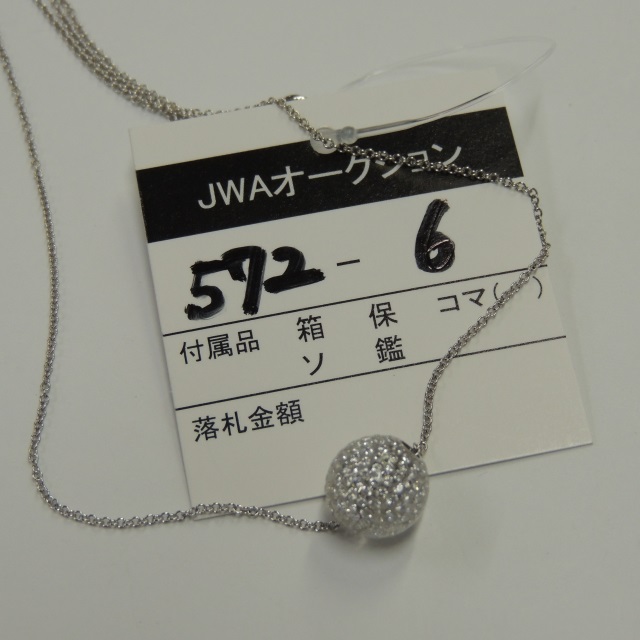 JWAオークション
572-6
付属品 箱 保 コマ( )
ソ 鑑
落札金額